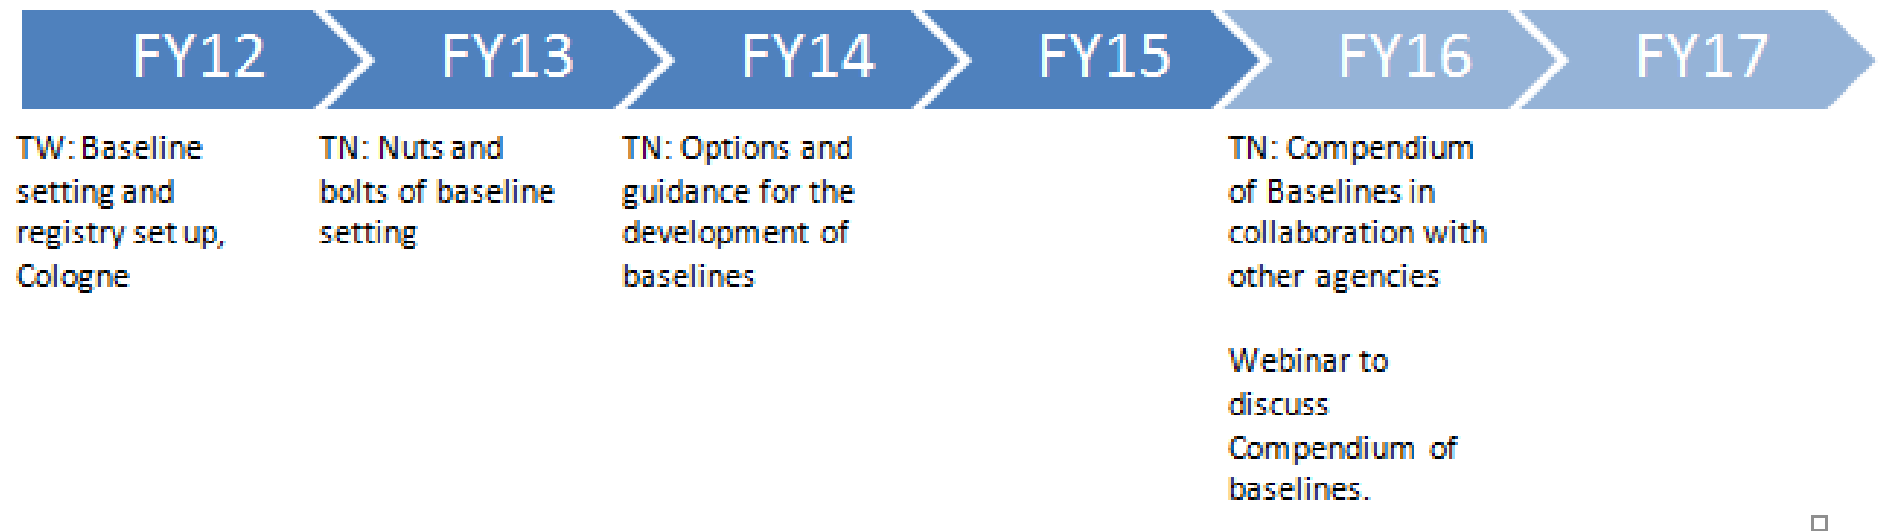 FY12 FY13 FY14 FY15 FY16 FY17
TW: Baseline
setting and
registry set up,
Cologne
TN: Nuts and
bolts of baseline
setting
TN: Options and
guidance for the
development of
baselines
TN: Compendium
of Baselines in
collaboration with
other agencies
Webinar to
discuss
Compendium of
baselines.